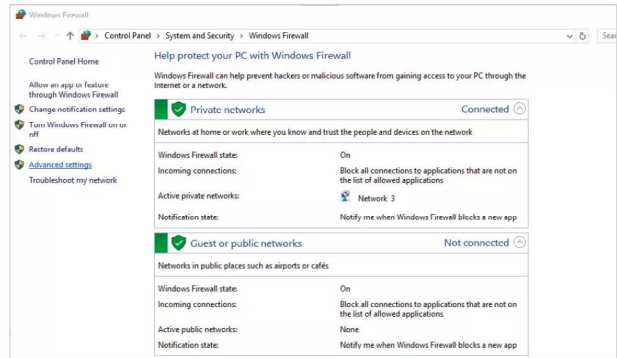 Windows Firewall
Control Panel > System and Security > Windows Firewall
Sear
Control Panel Home
Allow an app or feature
through Windows Firewall
Change notification settings
Turn Windows Firewall on or
off
Restore defaults
Advanced settings
Troubleshoot my network
Help protect your PC with Windows Firewall
Windows Firewall can help prevent hackers or malicious software from gaining access to your PC through the
Internet or a network.
Private networks Connected
Networks at home or work where you know and trust the people and devices on the network
Windows Firewall state: On
Incoming connections: Block all connections to applications that are not on
the list of allowed applications
Active private networks: Network 3
Notification state: Notify me when Windows Firewall blocks a new app
Guest or public networks Not connected
Networks in public places such as airports or cafés
Windows Firewall state: On
Incoming connections: Block all connections to applications that are not on
the list of allowed applications
Active public networks: None
Notification state: Notify me when Windows Firewall blocks a new app